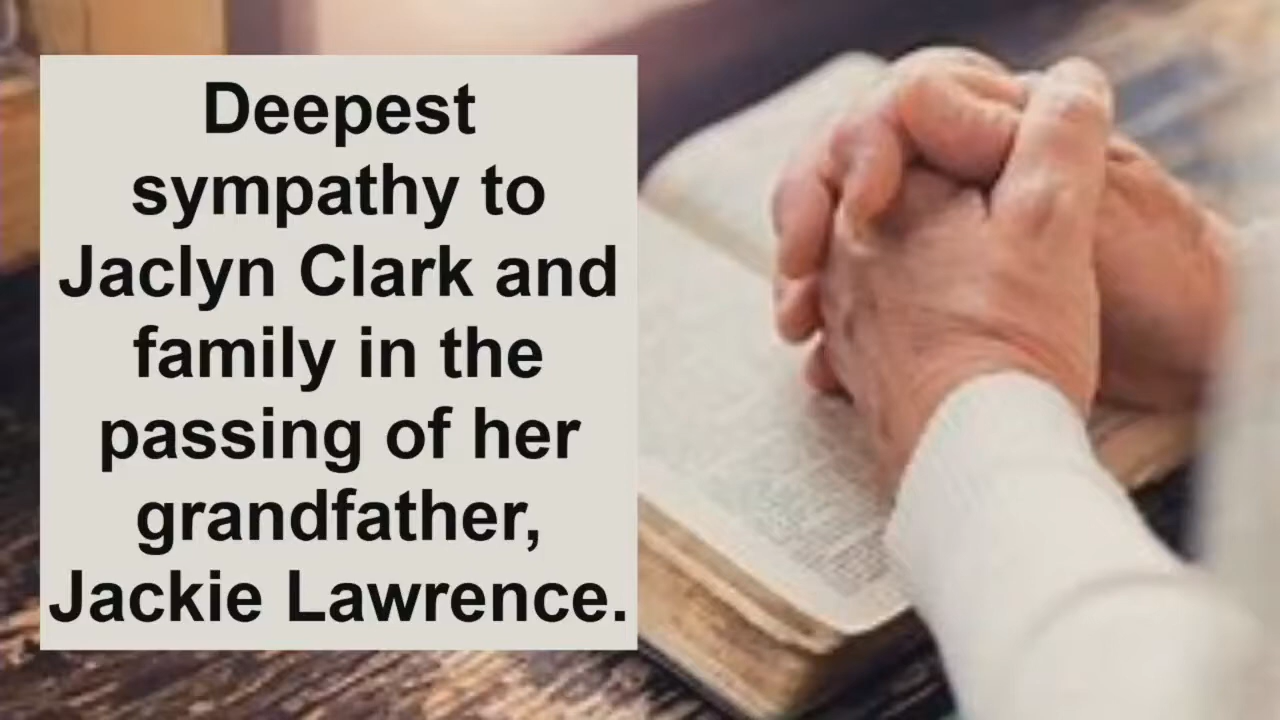 Deepest
sympathy to
Jaclyn Clark and
family in the
passing of her
grandfather,
Jackie Lawrence.